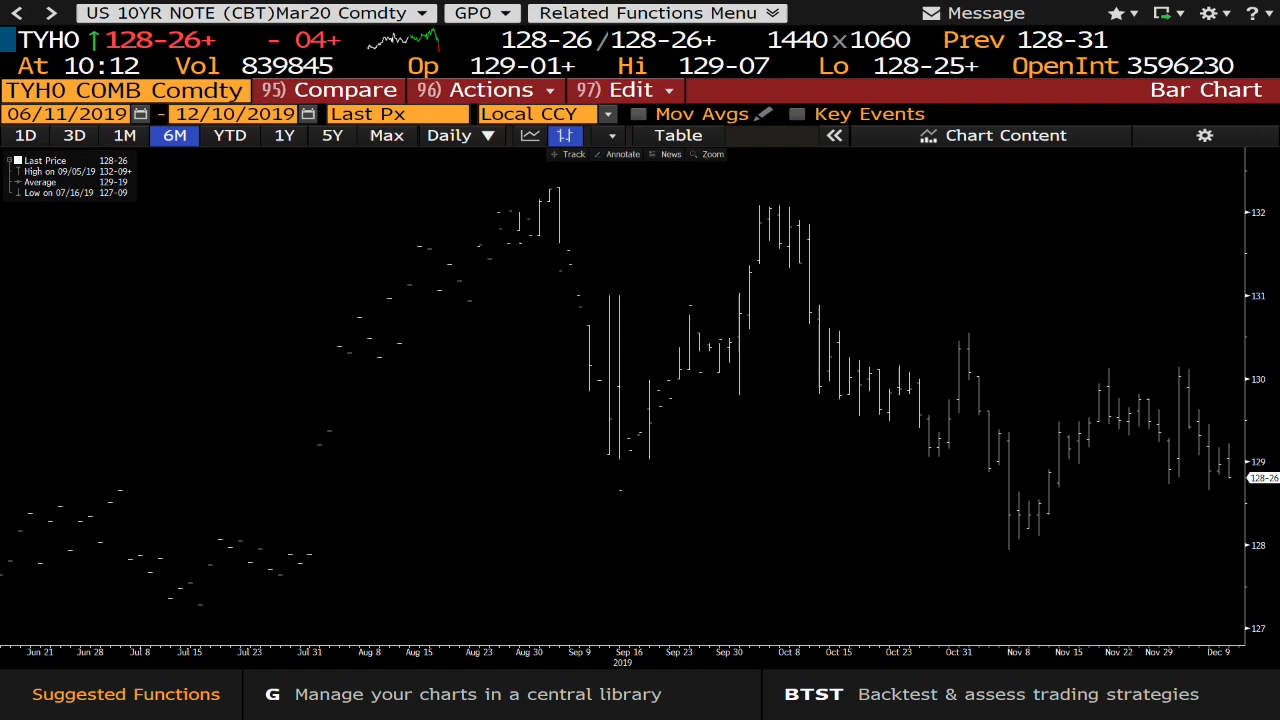 US 10YR NOTE (CBT)Mar20 Comdty GPO Related Functions Menu Message ?
TYH0 ↑128-26+ - 04+ 128-26 /128-26+ 1440 x1060 Prev 128-31
At 10:12 Vol 839845 Op 129-01+ Hi 129-07 Lo 128-25+ OpenInt 3596230
TYH0 COMB Comdty 95) Compare 96) Actions 97) Edit Bar Chart
06/11/2019 - 12/10/2019 Last Px Local CCY Mov Avgs Key Events
1D 3D 1M 6M YTD 1Y 5Y Max Daily ▼ Table « Chart Content
Track Annotate News Zoom
Last Price 128-26
High on 09/05/19 132-09+
Average 129-19
Low on 07/16/19 127-09
132
131
130
129
128-26
128
127
Jun 21 Jun 28 Jul 8 Jul 15 Jul 23 Jul 31 Aug 8 Aug 15 Aug 23 Aug 30 Sep 9 Sep 16 Sep 23 Sep 30 Oct 8 Oct 15 Oct 23 Oct 31 Nov 8 Nov 15 Nov 22 Nov 29 Dec 9
2019
Suggested Functions G Manage your charts in a central library BTST Backtest & assess trading strategies